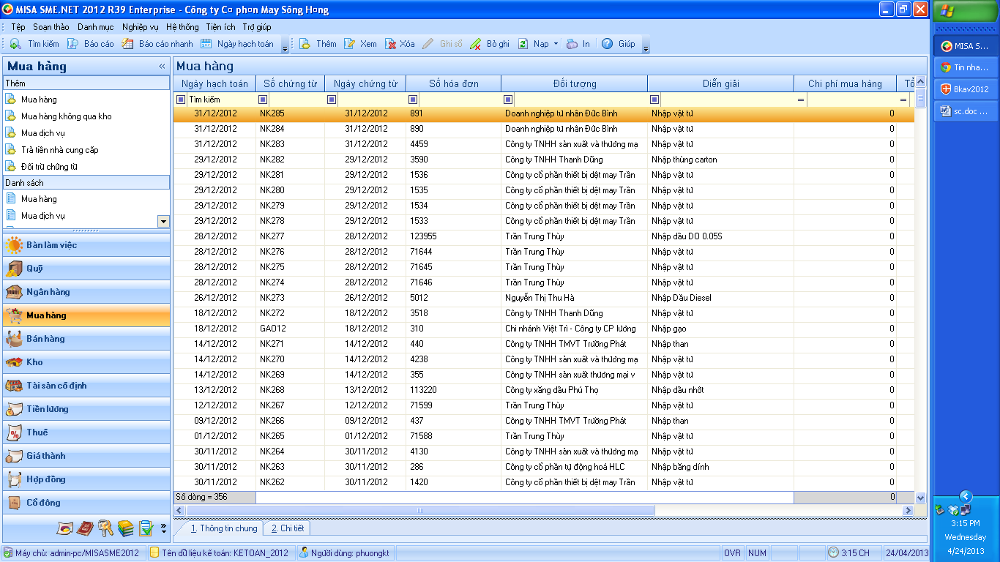 MISA SME.NET 2012 R39 Enterprise - Công ty Cổ phần May Sông Hồng
Tệp Soạn thảo Danh mục Nghiệp vụ Hệ thống Tiện ích Trợ giúp
Tìm kiếm Báo cáo Báo cáo nhanh Ngày hạch toán Thêm Xem Xóa Ghi sổ Bỏ ghi Nạp In Giúp
Mua hàng
Thêm
Mua hàng
Mua hàng không qua kho
Mua dịch vụ
Trả tiền nhà cung cấp
Đối trừ chứng từ
Danh sách
Mua hàng
Mua dịch vụ
Bàn làm việc
Quỹ
Ngân hàng
Mua hàng
Bán hàng
Kho
Tài sản cố định
Tiền lương
Thuế
Giá thành
Hợp đồng
Cổ đông
Mua hàng
Ngày hạch toán Số chứng từ Ngày chứng từ Số hóa đơn Đối tượng Diễn giải Chi phí mua hàng Tổ
Tìm kiếm = =
31/12/2012 NK285 31/12/2012 891 Doanh nghiệp tư nhân Đức Bình Nhập vật tư 0
31/12/2012 NK284 31/12/2012 890 Doanh nghiệp tư nhân Đức Bình Nhập vật tư 0
31/12/2012 NK283 31/12/2012 4459 Công ty TNHH sản xuất và thương mạ Nhập vật tư 0
29/12/2012 NK282 29/12/2012 3590 Công ty TNHH Thanh Dũng Nhập thùng carton 0
29/12/2012 NK281 29/12/2012 1536 Công ty cổ phần thiết bị dệt may Trần Nhập vật tư 0
29/12/2012 NK280 29/12/2012 1535 Công ty cổ phần thiết bị dệt may Trần Nhập vật tư 0
29/12/2012 NK279 29/12/2012 1534 Công ty cổ phần thiết bị dệt may Trần Nhập vật tư 0
29/12/2012 NK278 29/12/2012 1533 Công ty cổ phần thiết bị dệt may Trần Nhập vật tư 0
28/12/2012 NK277 28/12/2012 123955 Trần Trung Thùy Nhập dầu DO 0.05S 0
28/12/2012 NK276 28/12/2012 71644 Trần Trung Thùy Nhập vật tư 0
28/12/2012 NK275 28/12/2012 71645 Trần Trung Thùy Nhập vật tư 0
28/12/2012 NK274 28/12/2012 71646 Trần Trung Thùy Nhập vật tư 0
26/12/2012 NK273 26/12/2012 5012 Nguyễn Thị Thu Hà Nhập Dầu Diesel 0
18/12/2012 NK272 18/12/2012 3518 Công ty TNHH Thanh Dũng Nhập vật tư 0
18/12/2012 GAO12 18/12/2012 310 Chi nhánh Việt Trì - Công ty CP lương Nhập gạo 0
14/12/2012 NK271 14/12/2012 440 Công ty TNHH TMVT Trường Phát Nhập than 0
14/12/2012 NK270 14/12/2012 4238 Công ty TNHH sản xuất và thương mạ Nhập vật tư 0
14/12/2012 NK269 14/12/2012 355 Công ty TNHH sản xuất thương mại v Nhập vật tư 0
13/12/2012 NK268 13/12/2012 113220 Công ty xăng dầu Phú Thọ Nhập dầu nhớt 0
12/12/2012 NK267 12/12/2012 71599 Trần Trung Thùy Nhập vật tư 0
09/12/2012 NK266 09/12/2012 437 Công ty TNHH TMVT Trường Phát Nhập than 0
01/12/2012 NK265 01/12/2012 71588 Trần Trung Thùy Nhập vật tư 0
30/11/2012 NK264 30/11/2012 4130 Công ty TNHH sản xuất và thương mạ Nhập vật tư 0
30/11/2012 NK263 30/11/2012 286 Công ty cổ phần tự động hoá HLC Nhập băng dính 0
30/11/2012 NK262 30/11/2012 1420 Công ty cổ phần thiết bị dệt may Trần Nhập vật tư 0
Số dòng = 356 0
1. Thông tin chung 2. Chi tiết
Máy chủ: admin-pc/MISASME2012 Tên dữ liệu kế toán: KETOAN_2012 Người dùng: phuongkt OVR NUM 3:15 CH 24/04/2013
MISA S...
Tin nha...
Bkav2012
sc.doc ...
3:15 PM
Wednesday
4/24/2013